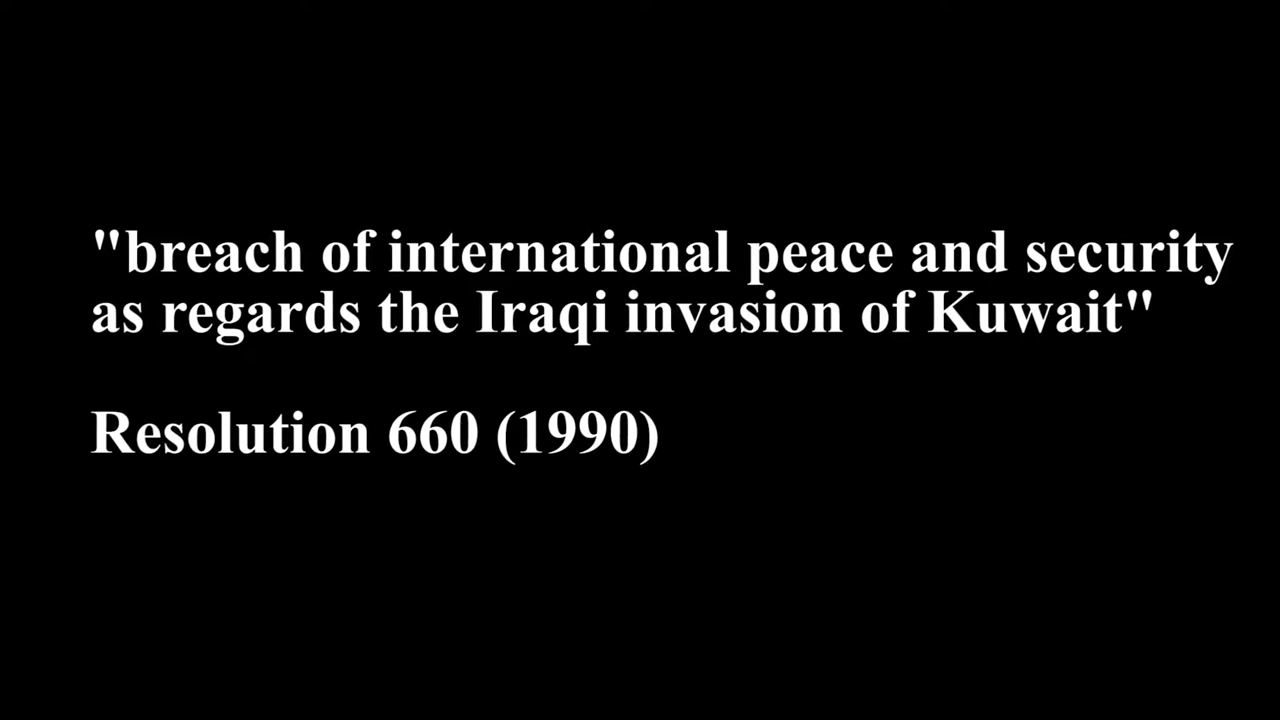 "breach of international peace and security
as regards the Iraqi invasion of Kuwait"
Resolution 660 (1990)